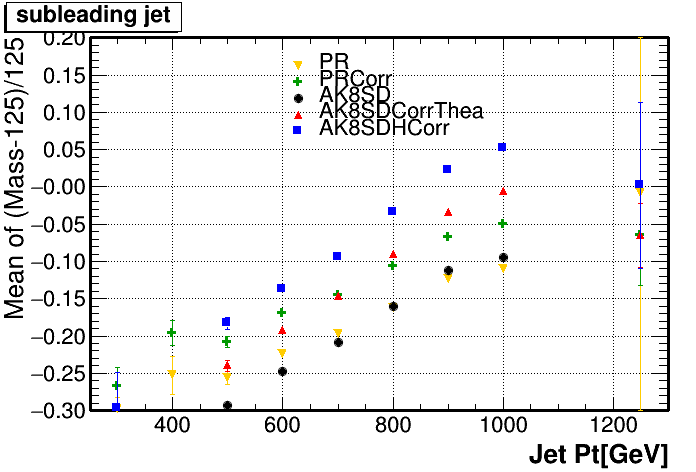 subleading jet
Mean of (Mass-125)/125
0.20
0.15
0.10
0.05
−0.00
−0.05
−0.10
−0.15
−0.20
−0.25
−0.30
PR
PRCorr
AK8SD
AK8SDCorrThea
AK8SDHCorr
400
600
800
1000
1200
Jet Pt[GeV]